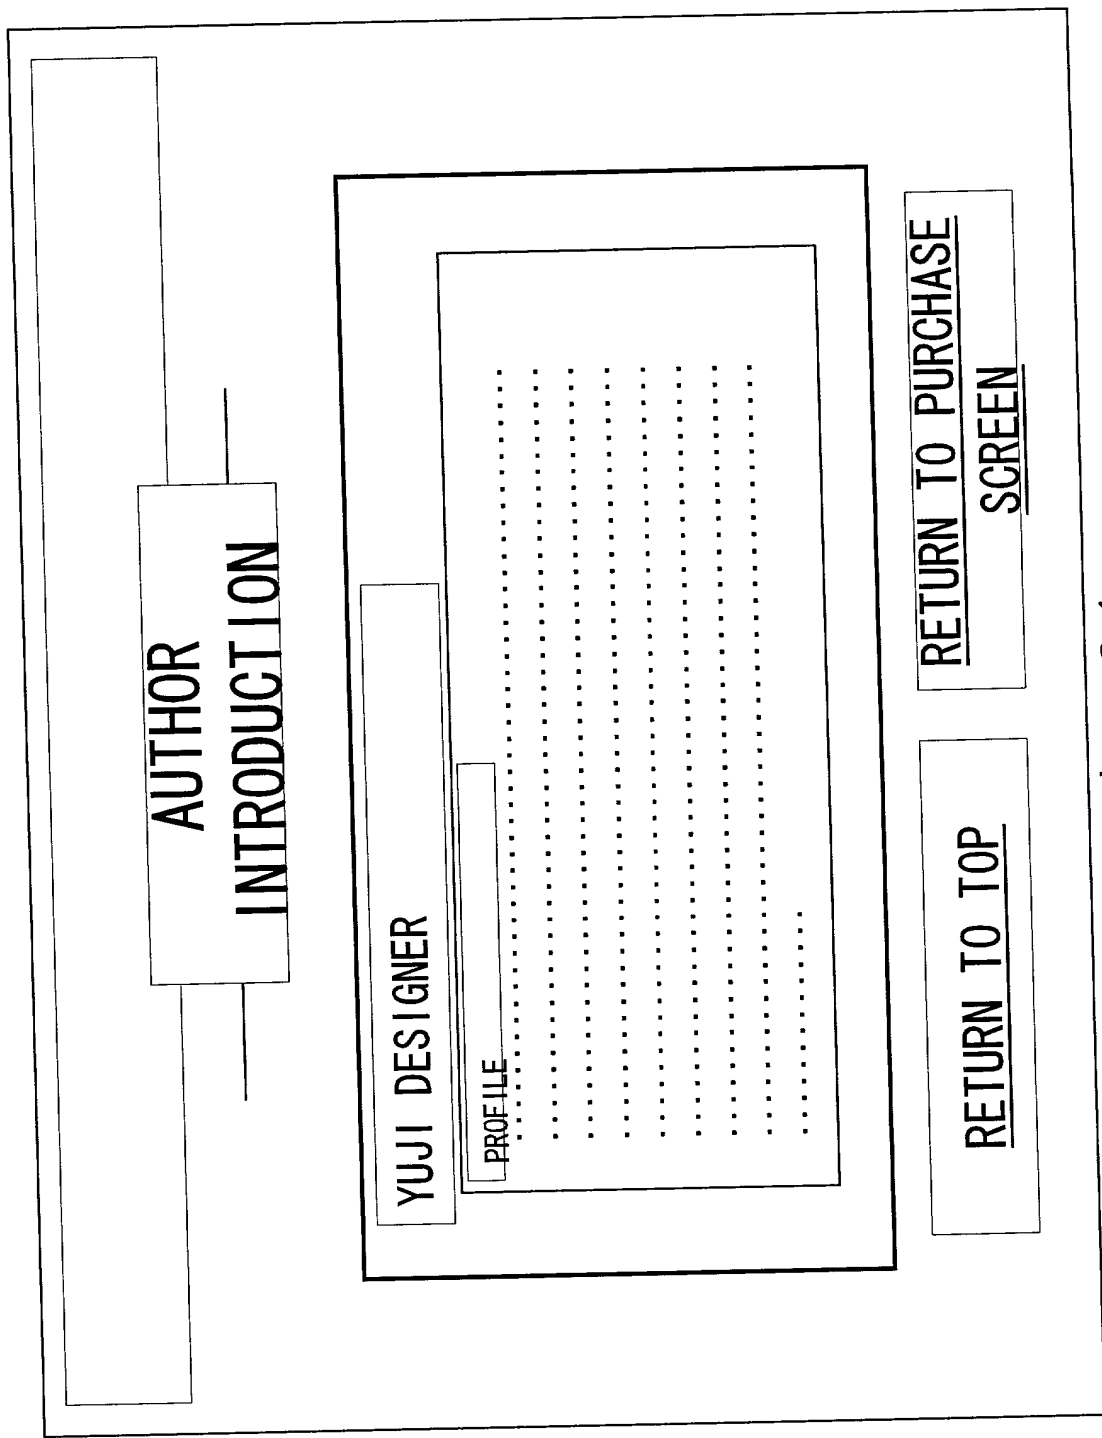 AUTHOR
INTRODUCTION
YUJI DESIGNER
PROFILE
RETURN TO TOP
RETURN TO PURCHASE
SCREEN